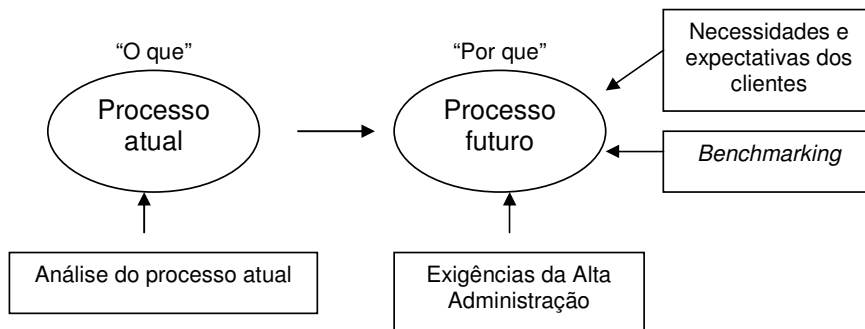 “O que”
Processo
atual
“Por que”
Processo
futuro
Necessidades e
expectativas dos
clientes
Benchmarking
Análise do processo atual
Exigências da Alta
Administração